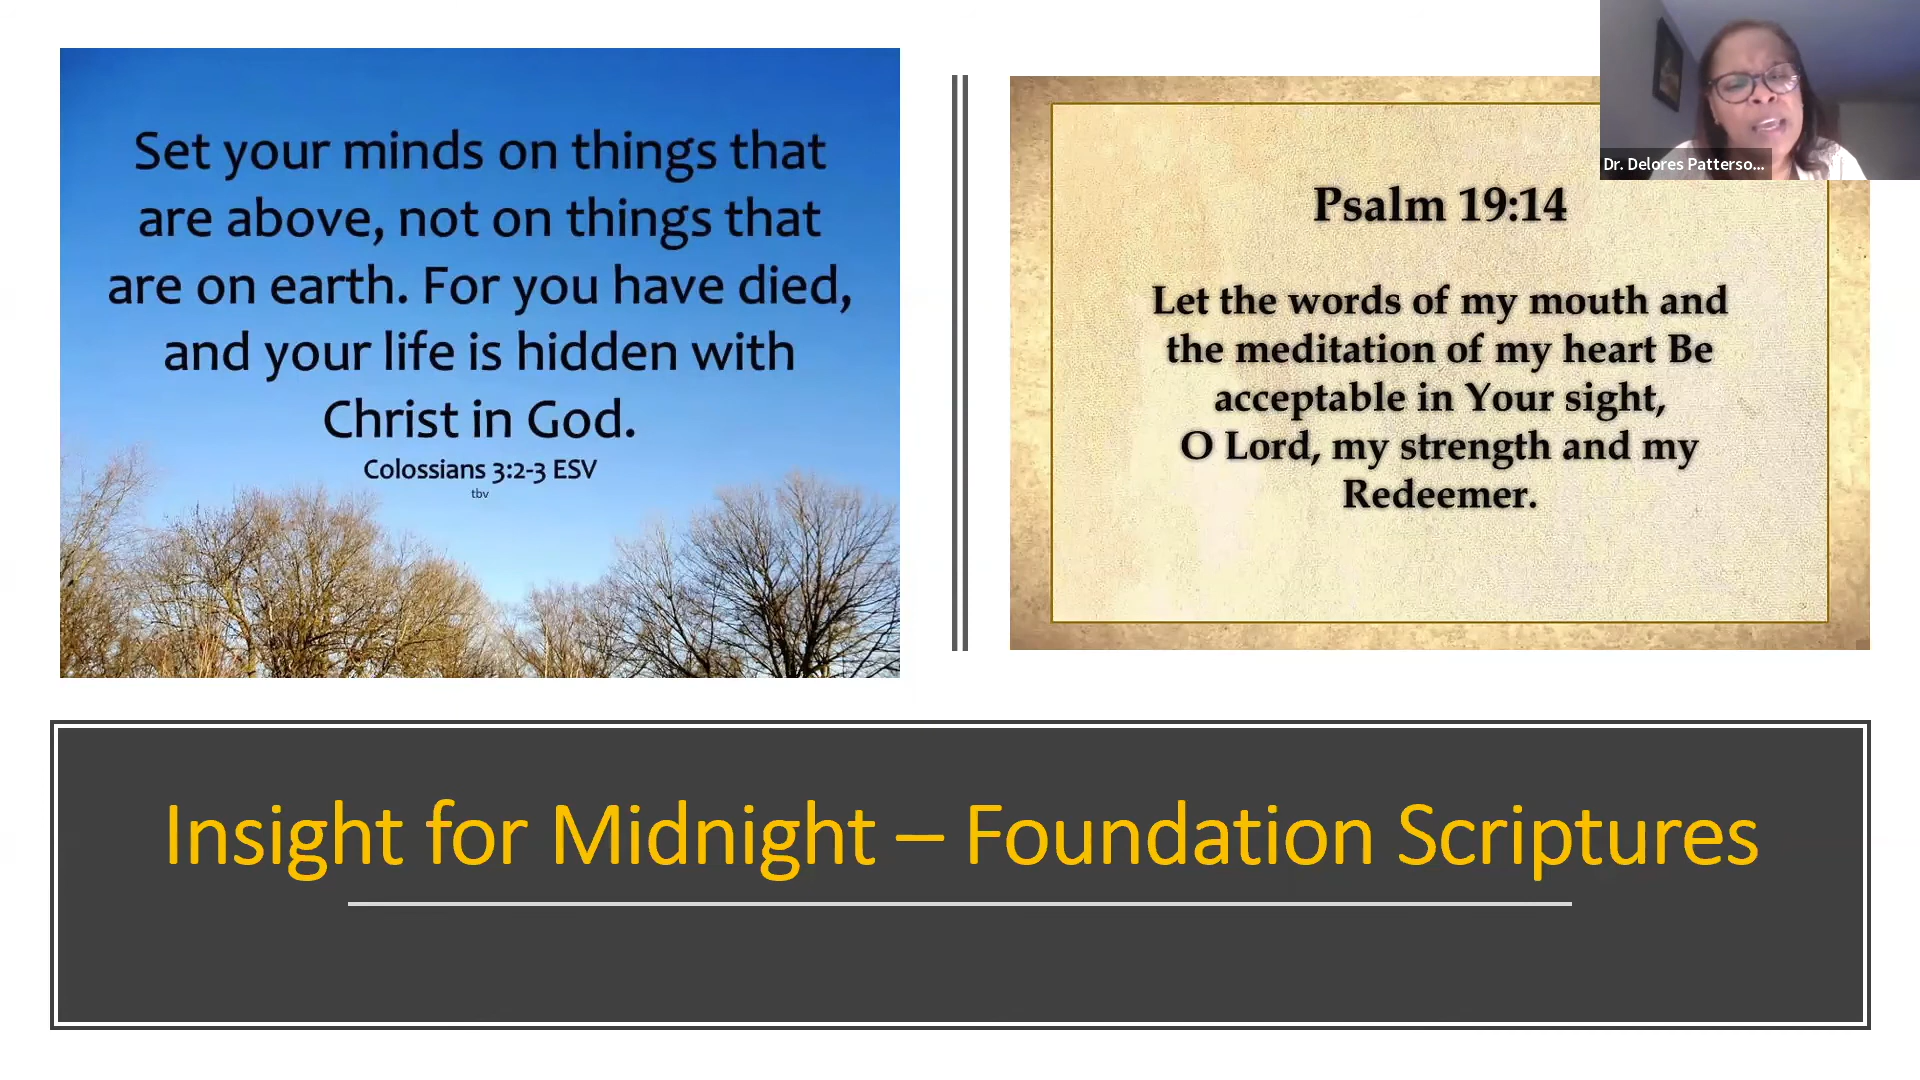 Set your minds on things that
are above, not on things that
are on earth. For you have died,
and your life is hidden with
Christ in God.
Colossians 3:2-3 ESV
tbv
Psalm 19:14
Let the words of my mouth and
the meditation of my heart Be
acceptable in Your sight,
O Lord, my strength and my
Redeemer.
Dr. Delores Patterso...
Insight for Midnight – Foundation Scriptures